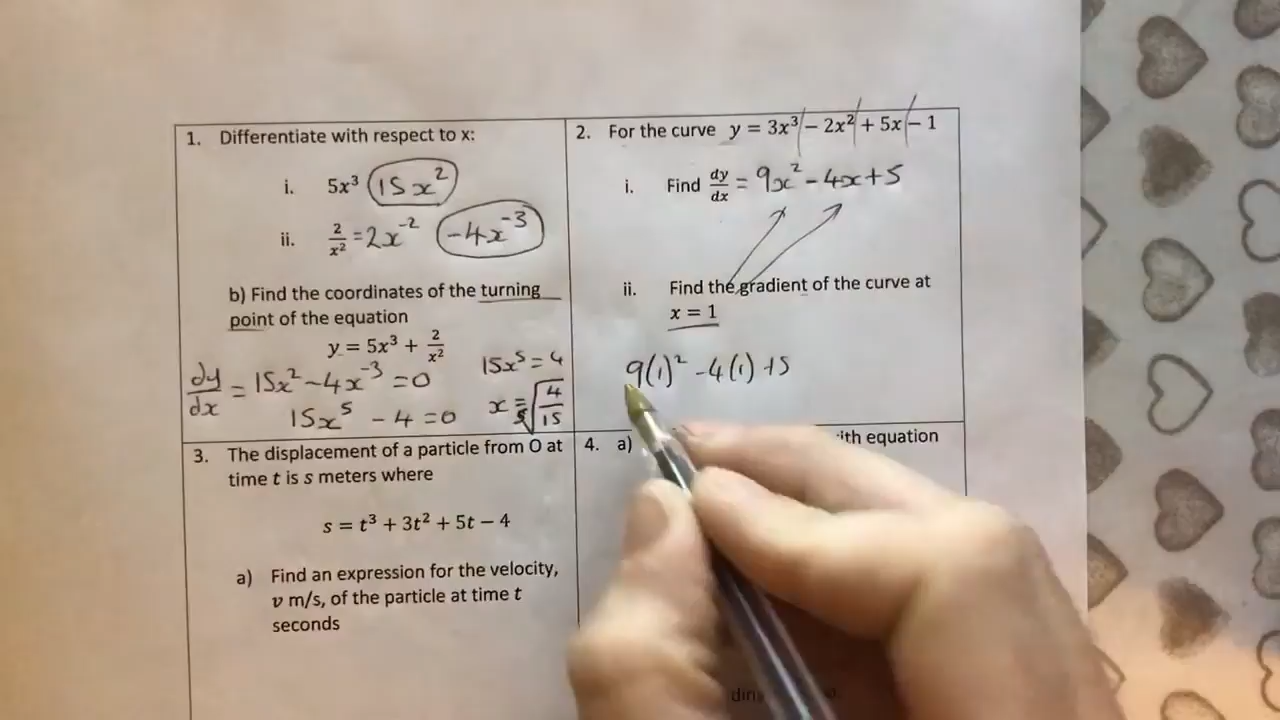 1. Differentiate with respect to x:
i. 5x³ 15x²
ii. 2/x² = 2x⁻² -4x⁻³
b) Find the coordinates of the turning
point of the equation
y = 5x³ + 2/x²
dy/dx = 15x² - 4x⁻³ = 0
15x⁵ - 4 = 0
15x⁵ = 4
x = ⁵√(4/15)
2. For the curve y = 3x³ - 2x² + 5x - 1
i. Find dy/dx = 9x² - 4x + 5
ii. Find the gradient of the curve at
x = 1
9(1)² - 4(1) + 5
3. The displacement of a particle from O at
time t is s meters where
s = t³ + 3t² + 5t - 4
a) Find an expression for the velocity,
v m/s, of the particle at time t
seconds
4. a) with equation